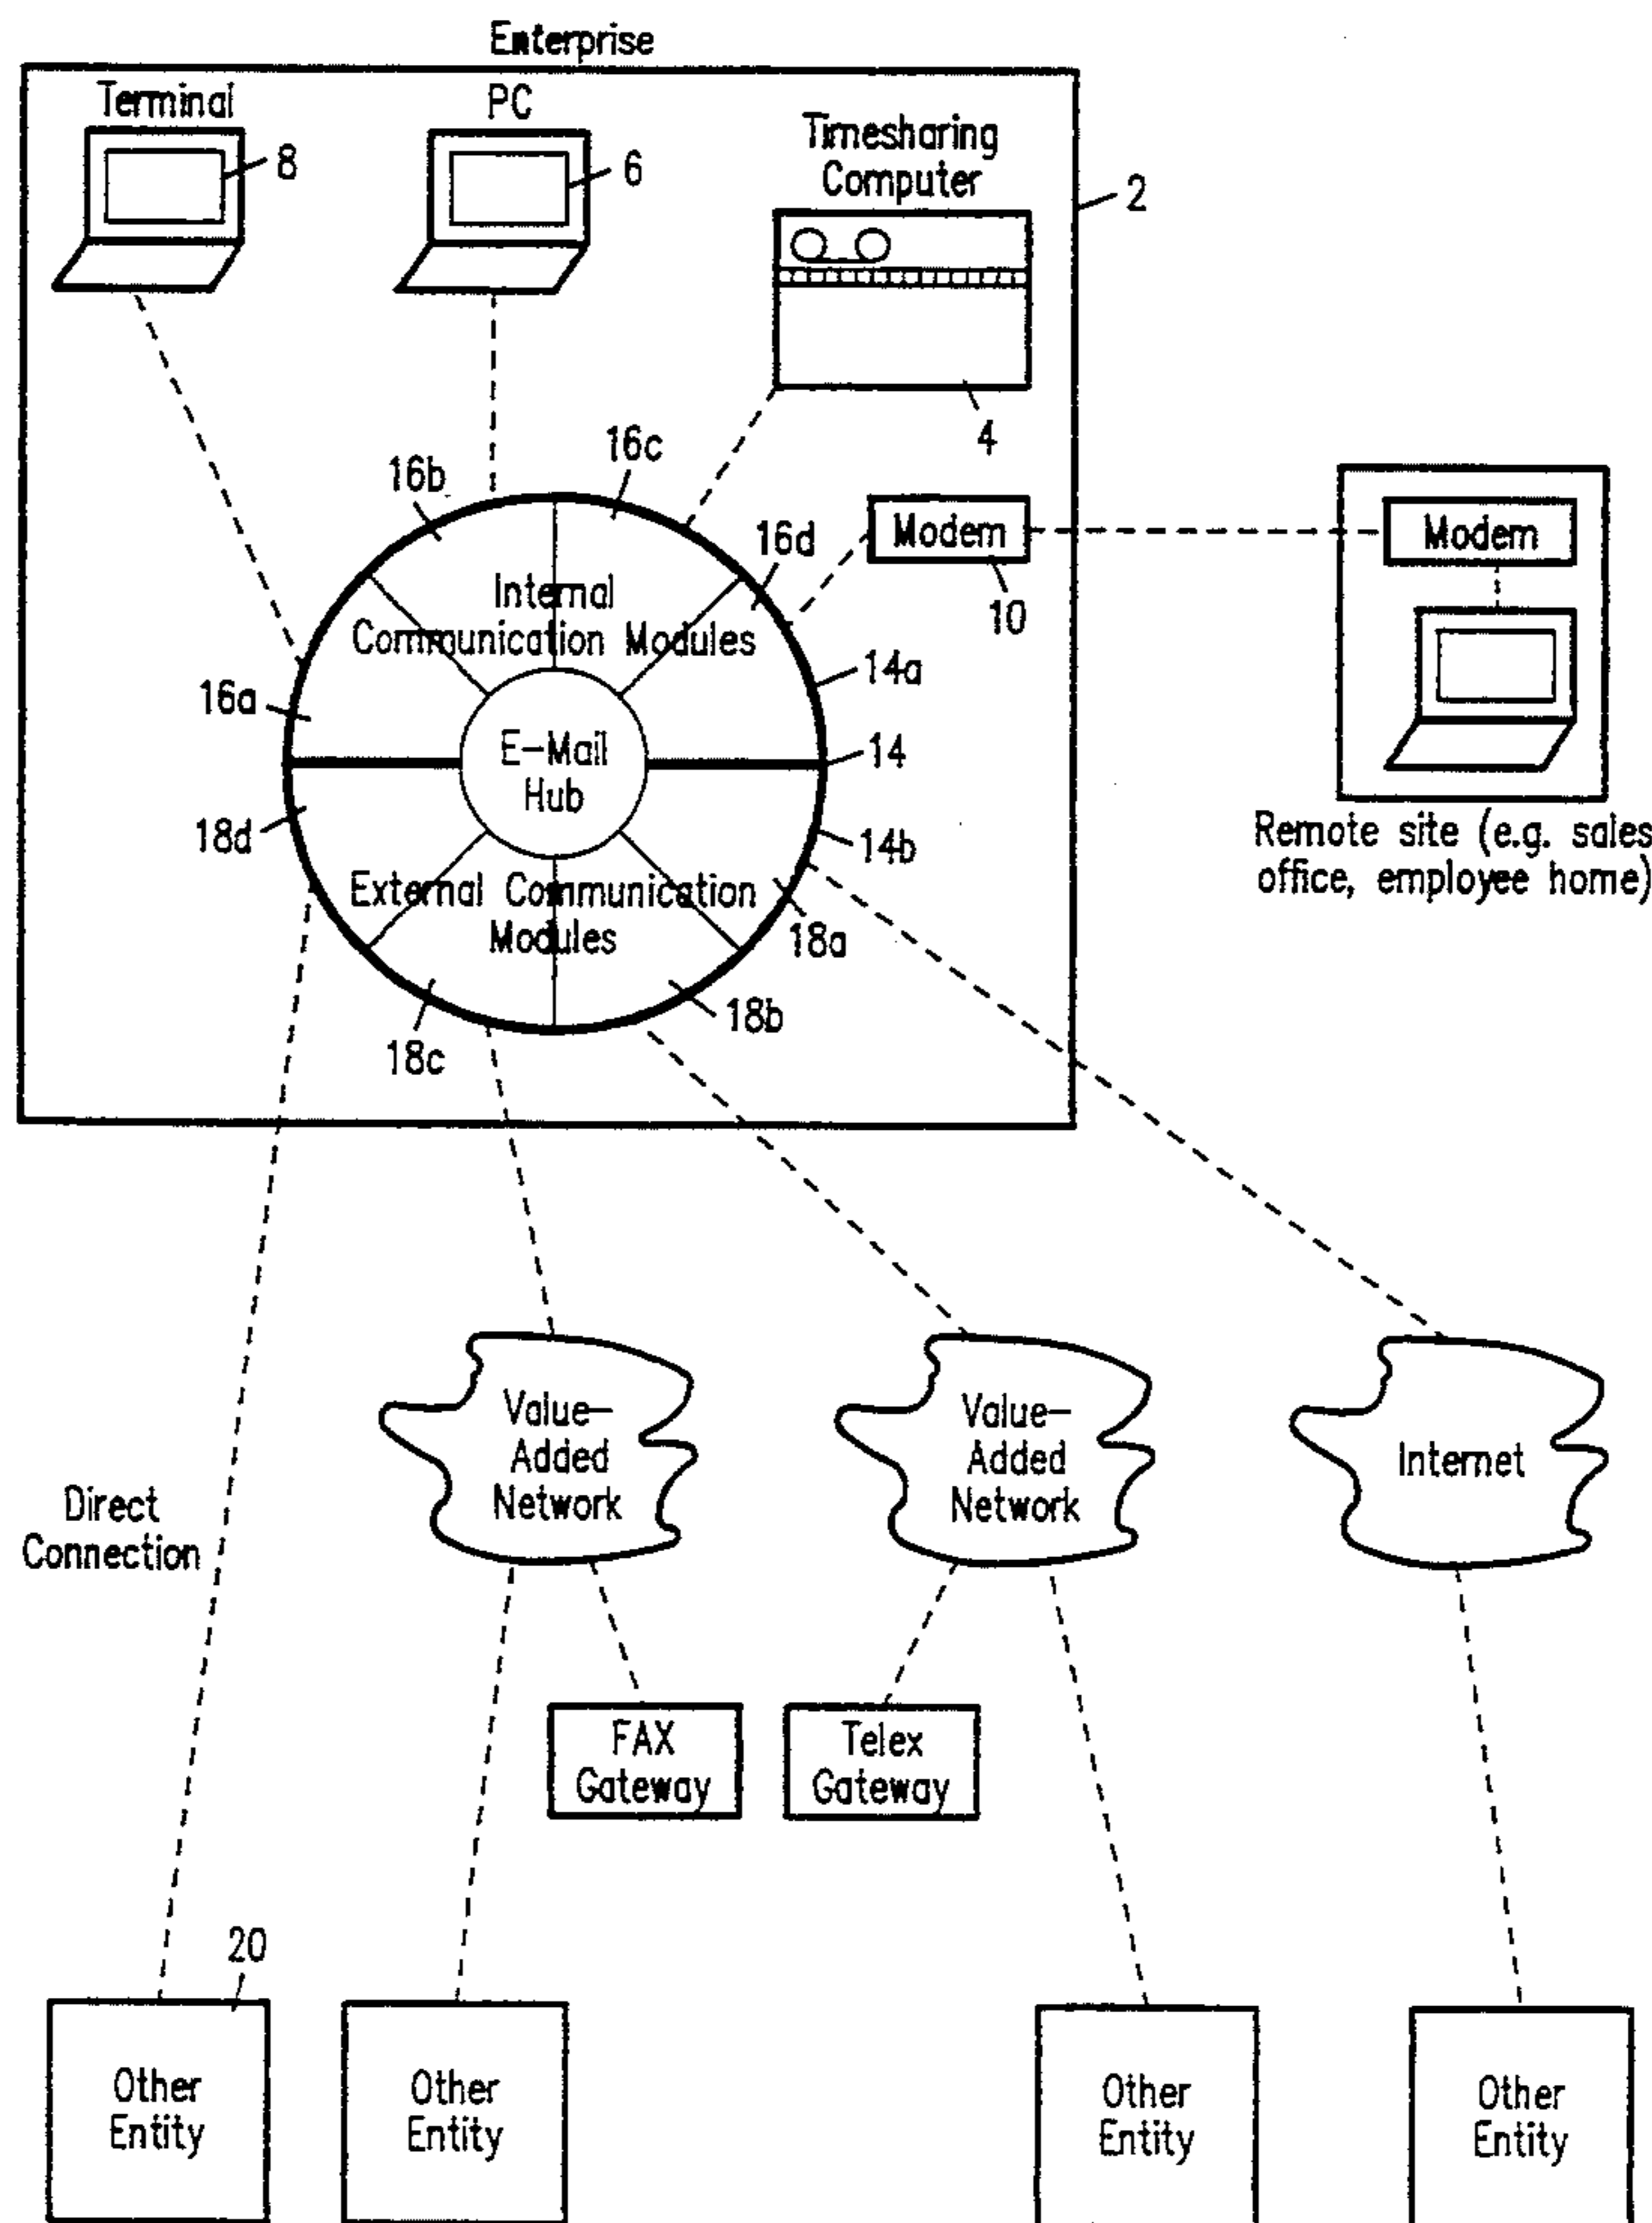 Enterprise
Terminal
PC
Timesharing
Computer
8
6
2
4
16b
16c
16d
Modem
10
Modem
Internal
Communication Modules
14a
16a
E-Mail
Hub
14
18d
14b
Remote site (e.g. sales
office, employee home)
External Communication
Modules
18a
18b
18c
Value-
Added
Network
Value-
Added
Network
Internet
Direct
Connection
FAX
Gateway
Telex
Gateway
20
Other
Entity
Other
Entity
Other
Entity
Other
Entity